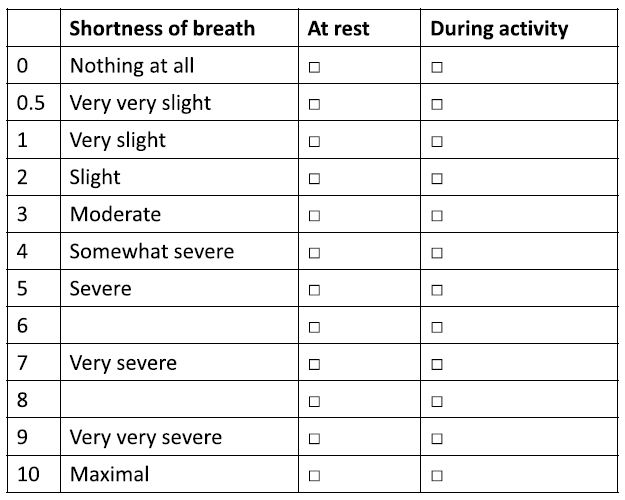 Shortness of breath At rest During activity
0 Nothing at all □ □
0.5 Very very slight □ □
1 Very slight □ □
2 Slight □ □
3 Moderate □ □
4 Somewhat severe □ □
5 Severe □ □
6 □ □
7 Very severe □ □
8 □ □
9 Very very severe □ □
10 Maximal □ □